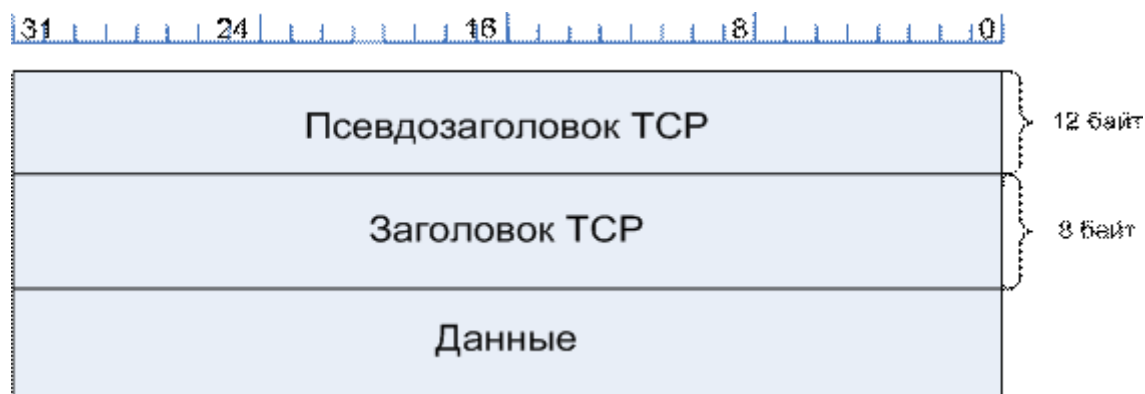 31 24 16 8 0
Псевдозаголовок TCP
12 байт
Заголовок TCP
8 байт
Данные